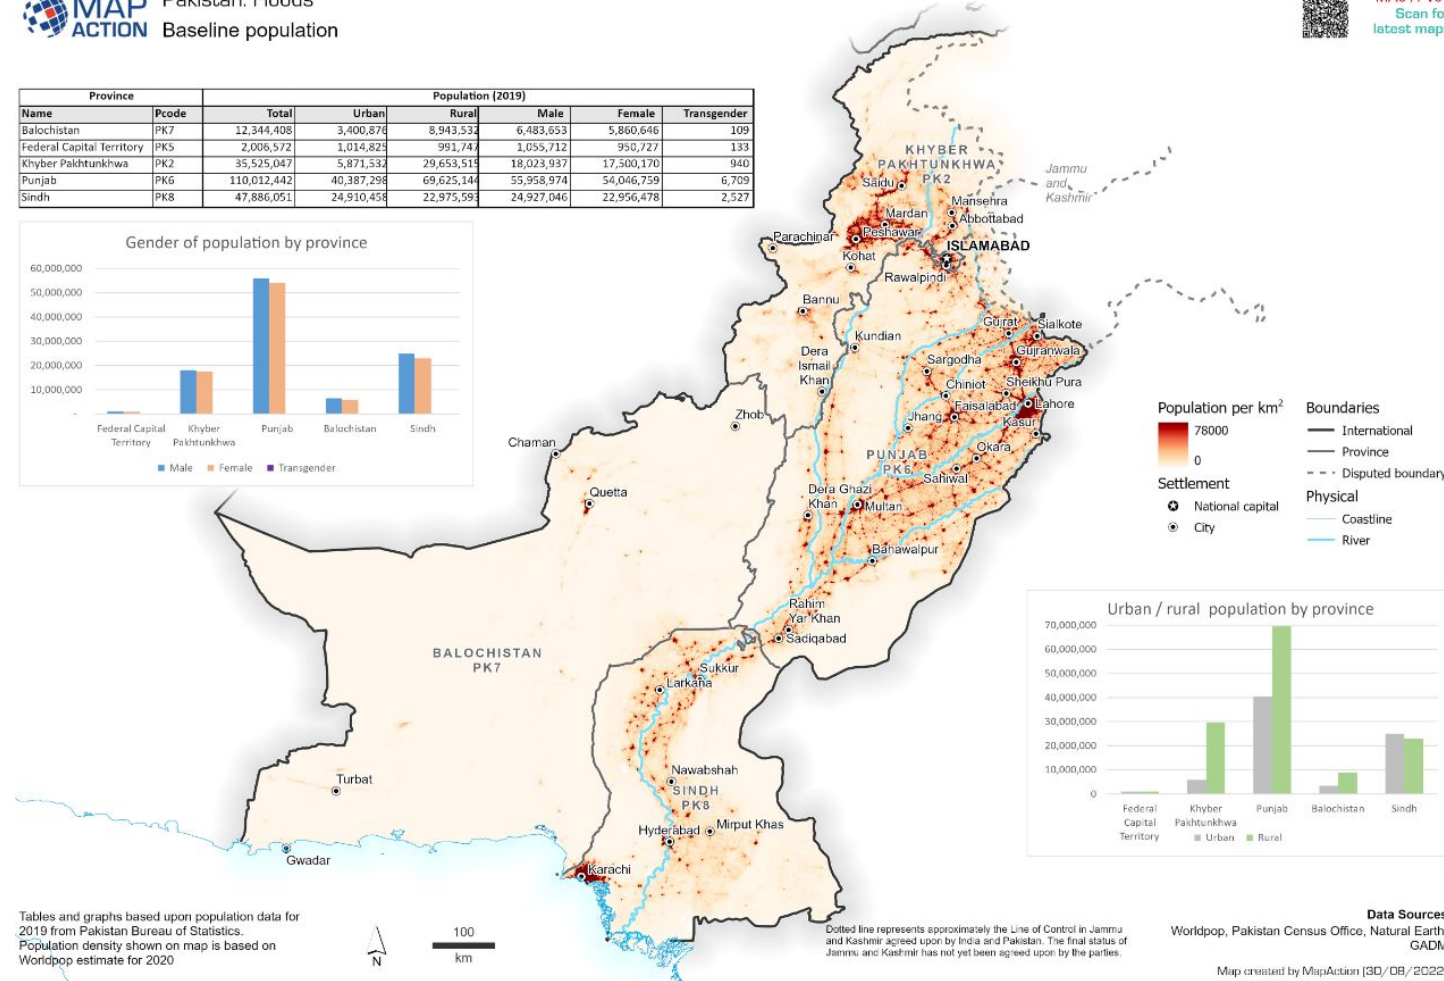 MAP
ACTION
Pakistan: Floods
Baseline population
Scan fo
latest map
Province Population (2019)
Name Pcode Total Urban Rural Male Female Transgender
Balochistan PK7 12,344,408 3,400,876 8,943,532 6,483,653 5,860,646 109
Federal Capital Territory PK5 2,006,572 1,014,825 991,747 1,055,712 950,727 133
Khyber Pakhtunkhwa PK2 35,525,047 5,871,532 29,653,515 18,023,937 17,500,170 940
Punjab PK6 110,012,442 40,387,298 69,625,144 55,958,974 54,046,759 6,709
Sindh PK8 47,886,051 24,910,458 22,975,593 24,927,046 22,956,478 2,527
Gender of population by province
60,000,000
50,000,000
40,000,000
30,000,000
20,000,000
10,000,000
-
Federal Capital
Territory
Khyber
Pakhtunkhwa
Punjab
Balochistan
Sindh
Male Female Transgender
KHYBER
PAKHTUNKHWA
PK2
Jammu
and
Kashmir
Saidu
Mansehra
Mardan
Abbottabad
Parachinar
Peshawar
ISLAMABAD
Kohat
Rawalpindi
Bannu
Kundian
Gujrat
Sialkote
Dera
Ismail
Khan
Sargodha
Gujranwala
Chiniot
Sheikhu Pura
Jhang
Faisalabad
Lahore
Kasur
Zhob
Chaman
Okara
PUNJAB
PK6
Sahiwal
Quetta
Dera Ghazi
Khan
Multan
Bahawalpur
Rahim
Yar Khan
Sadiqabad
BALOCHISTAN
PK7
Sukkur
Larkana
Turbat
Nawabshah
SINDH
PK8
Hyderabad
Mirput Khas
Gwadar
Karachi
Population per km2
78000
0
Settlement
National capital
City
Boundaries
International
Province
Disputed boundary
Physical
Coastline
River
Urban / rural population by province
70,000,000
60,000,000
50,000,000
40,000,000
30,000,000
20,000,000
10,000,000
0
Federal
Capital
Territory
Khyber
Pakhtunkhwa
Punjab
Balochistan
Sindh
Urban Rural
Tables and graphs based upon population data for
2019 from Pakistan Bureau of Statistics.
Population density shown on map is based on
Worldpop estimate for 2020
N
100
km
Dotted line represents approximately the Line of Control in Jammu
and Kashmir agreed upon by India and Pakistan. The final status of
Jammu and Kashmir has not yet been agreed upon by the parties.
Data Sources
Worldpop, Pakistan Census Office, Natural Earth
GADM
Map created by MapAction (30/08/2022